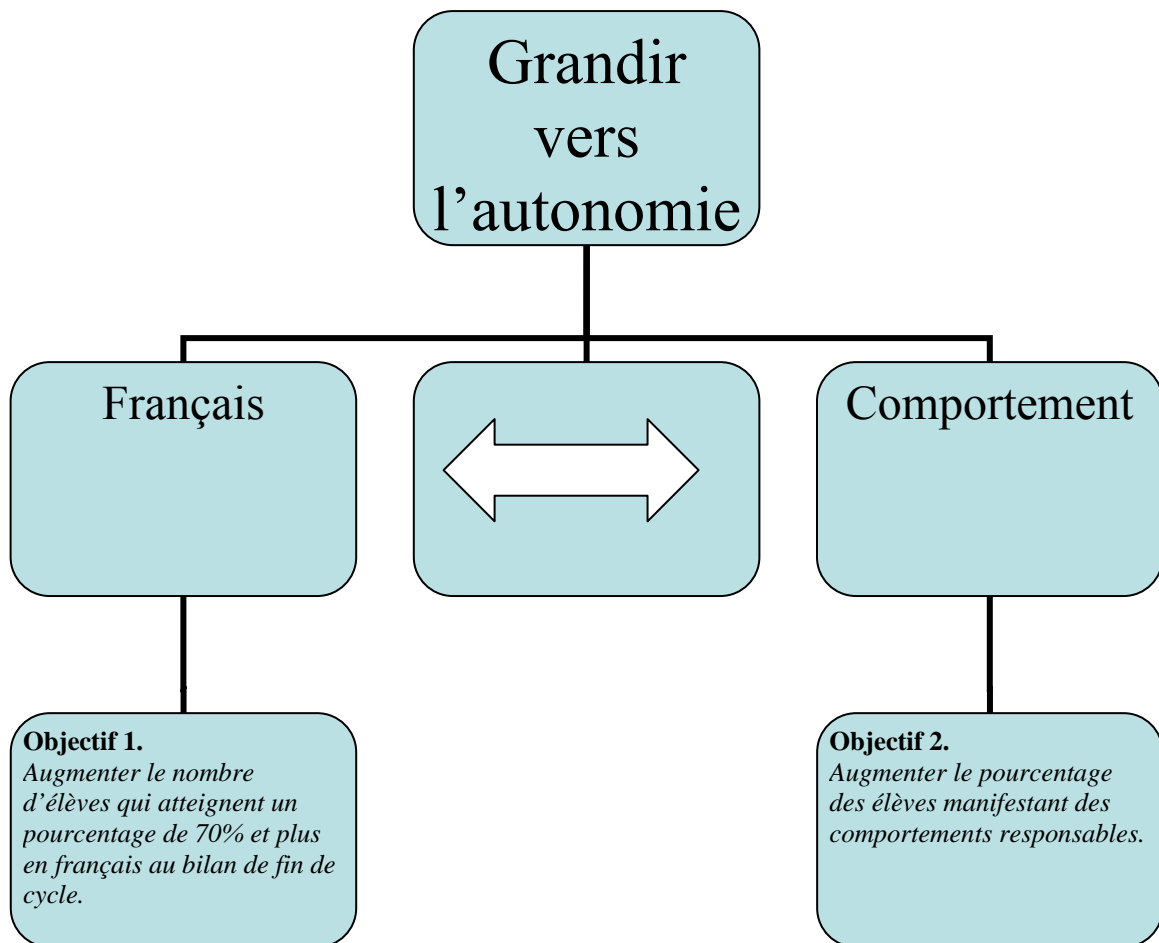 Grandir
vers
l’autonomie
Français
Comportement
Objectif 1.
Augmenter le nombre
d’élèves qui atteignent un
pourcentage de 70% et plus
en français au bilan de fin de
cycle.
Objectif 2.
Augmenter le pourcentage
des élèves manifestant des
comportements responsables.